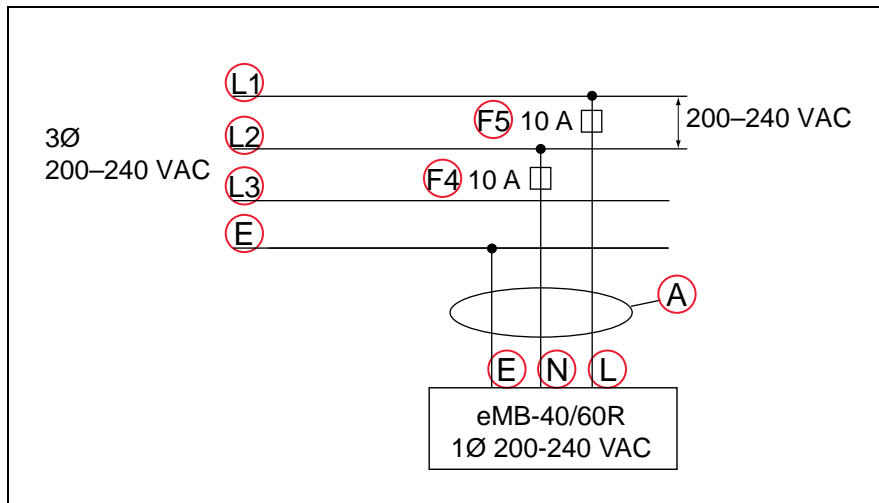 L1
F5 10 A
200–240 VAC
3Ø
L2
200–240 VAC
F4 10 A
L3
E
A
E N L
eMB-40/60R
1Ø 200-240 VAC